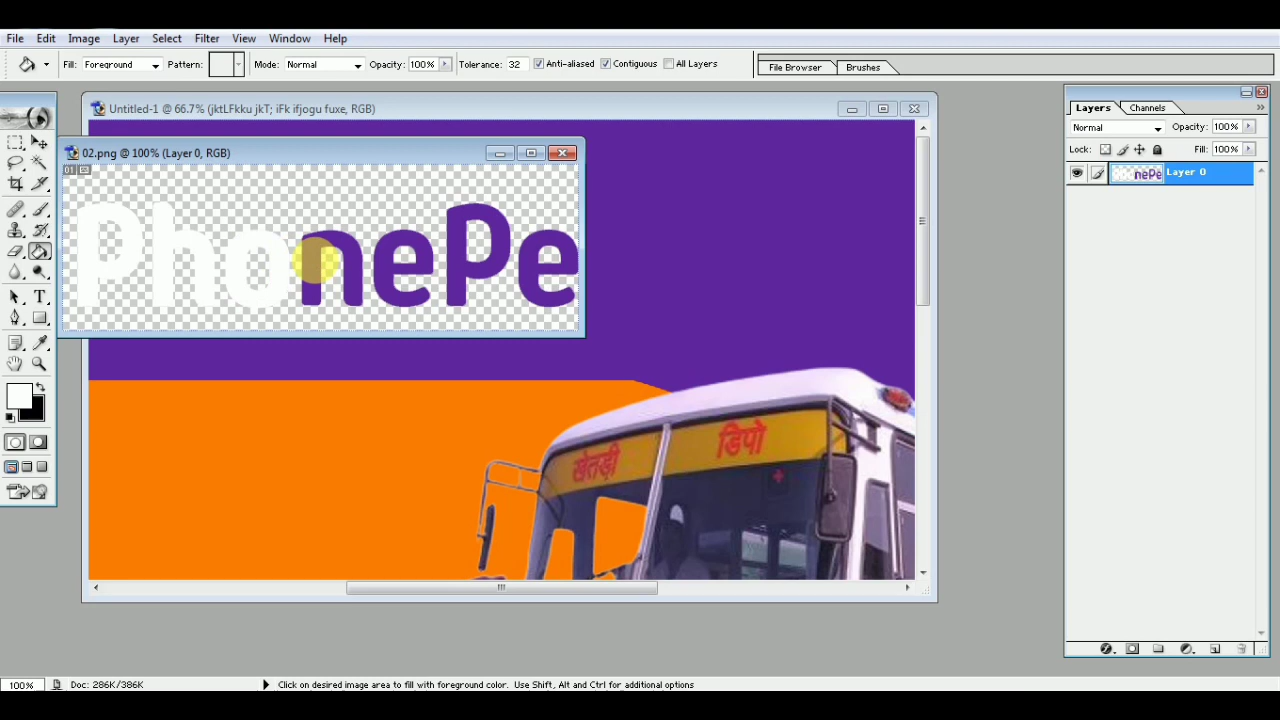 File Edit Image Layer Select Filter View Window Help
Fill: Foreground Pattern: Mode: Normal Opacity: 100% Tolerance: 32 Anti-aliased Contiguous All Layers File Browser Brushes
Untitled-1 @ 66.7% (jktLFkku jkT; iFk ifjogu fuxe, RGB)
02.png @ 100% (Layer 0, RGB)
01
PhonePe
खेतड़ी डिपो
Layers Channels
Normal Opacity: 100%
Lock: Fill: 100%
nePe Layer 0
100% Doc: 286K/386K Click on desired image area to fill with foreground color. Use Shift, Alt and Ctrl for additional options